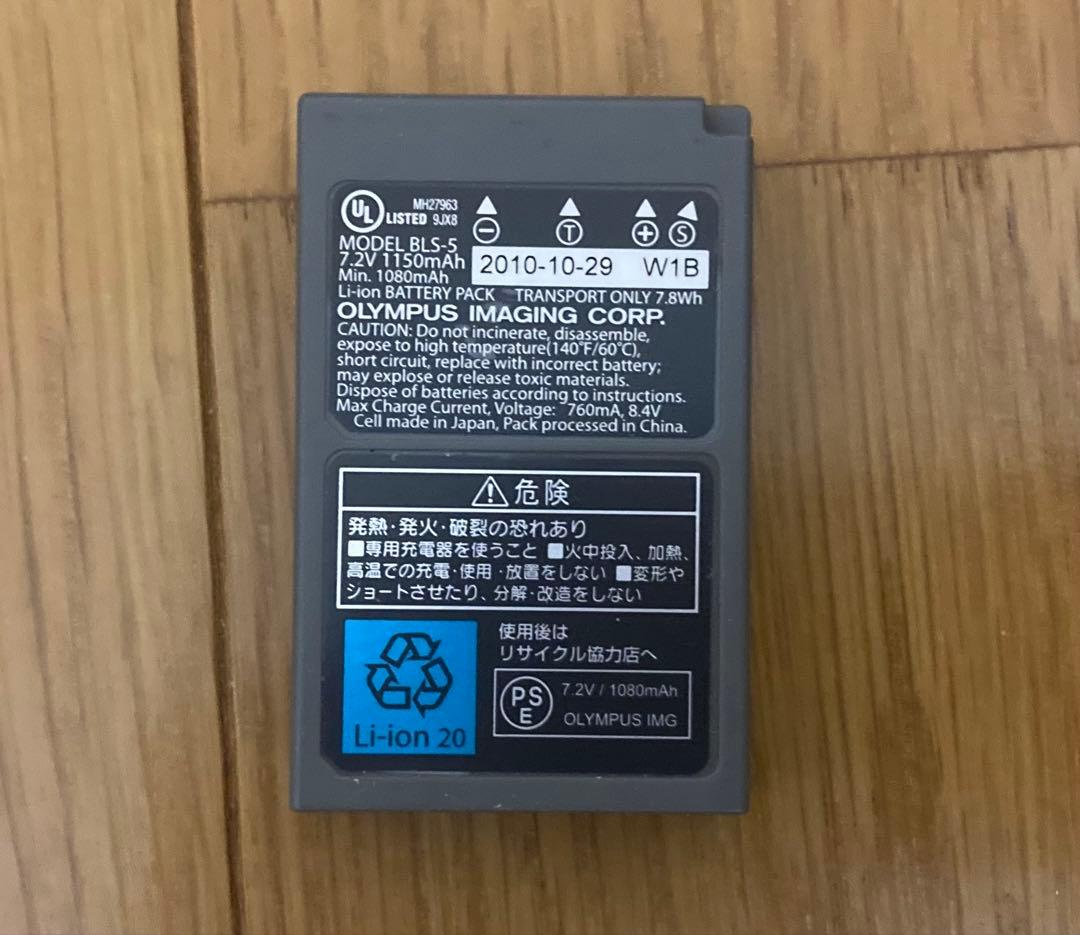 UL LISTED MH27963 9JX8
MODEL BLS-5
7.2V 1150mAh
Min. 1080mAh
− T + S
2010-10-29 W1B
Li-ion BATTERY PACK TRANSPORT ONLY 7.8Wh
OLYMPUS IMAGING CORP.
CAUTION: Do not incinerate, disassemble,
expose to high temperature(140°F/60°C),
short circuit, replace with incorrect battery;
may explode or release toxic materials.
Dispose of batteries according to instructions.
Max Charge Current, Voltage: 760mA, 8.4V
Cell made in Japan, Pack processed in China.
危険
発熱・発火・破裂の恐れあり
■専用充電器を使うこと ■火中投入、加熱、
高温での充電・使用・放置をしない ■変形や
ショートさせたり、分解・改造をしない
Li-ion 20
使用後は
リサイクル協力店へ
PSE
7.2V / 1080mAh
OLYMPUS IMG